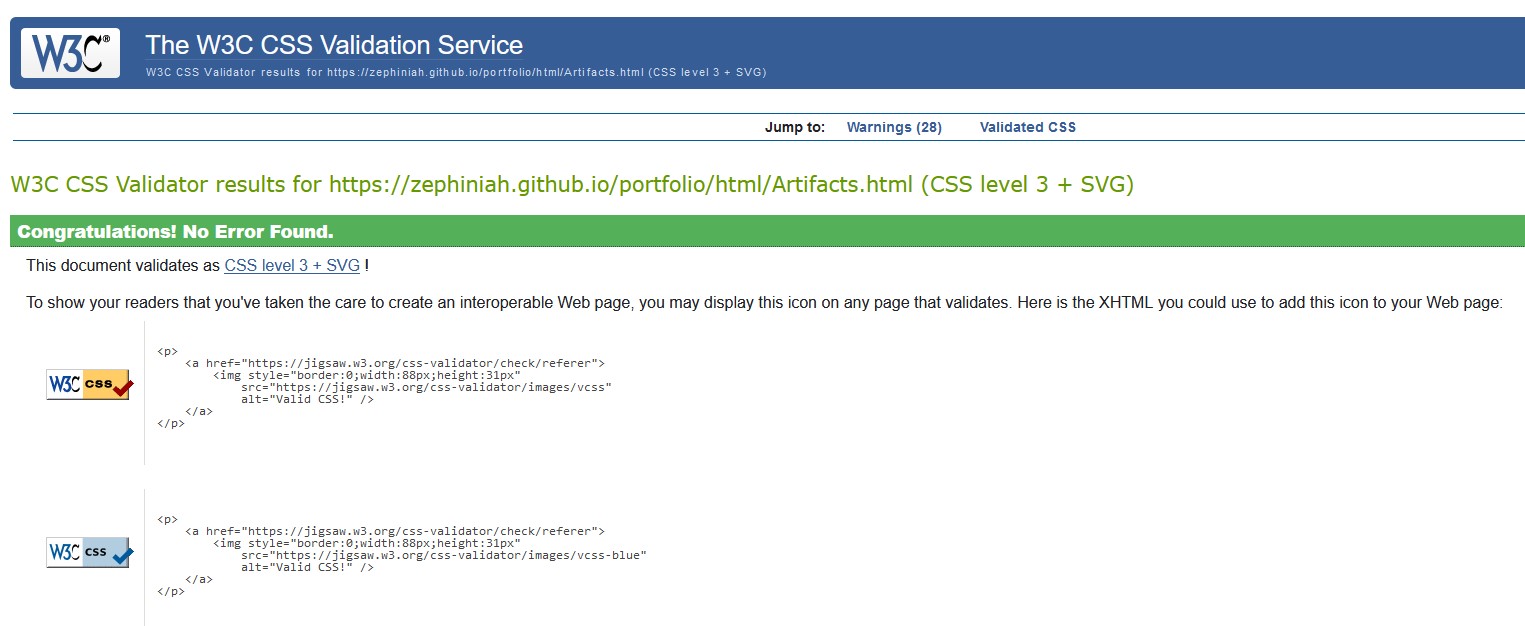 W3C®
The W3C CSS Validation Service
W3C CSS Validator results for https://zephiniah.github.io/portfolio/html/Artifacts.html (CSS level 3 + SVG)
Jump to: Warnings (28) Validated CSS
W3C CSS Validator results for https://zephiniah.github.io/portfolio/html/Artifacts.html (CSS level 3 + SVG)
Congratulations! No Error Found.
This document validates as CSS level 3 + SVG !
To show your readers that you've taken the care to create an interoperable Web page, you may display this icon on any page that validates. Here is the XHTML you could use to add this icon to your Web page:
W3C css
<p>
<a href="https://jigsaw.w3.org/css-validator/check/referer">
<img style="border:0;width:88px;height:31px"
src="https://jigsaw.w3.org/css-validator/images/vcss"
alt="Valid CSS!" />
</a>
</p>
W3C css
<p>
<a href="https://jigsaw.w3.org/css-validator/check/referer">
<img style="border:0;width:88px;height:31px"
src="https://jigsaw.w3.org/css-validator/images/vcss-blue"
alt="Valid CSS!" />
</a>
</p>